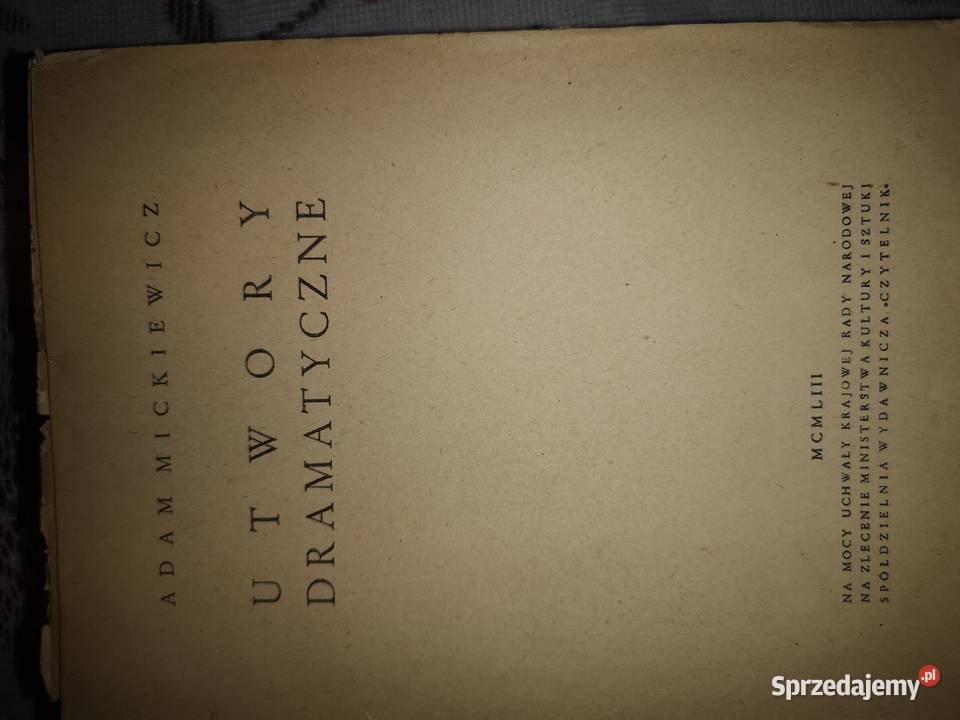 ADAM MICKIEWICZ
UTWORY
DRAMATYCZNE
MCMLIII
NA MOCY UCHWAŁY KRAJOWEJ RADY NARODOWEJ
NA ZLECENIE MINISTERSTWA KULTURY I SZTUKI
SPÓŁDZIELNIA WYDAWNICZA »CZYTELNIK«
Sprzedajemy.pl